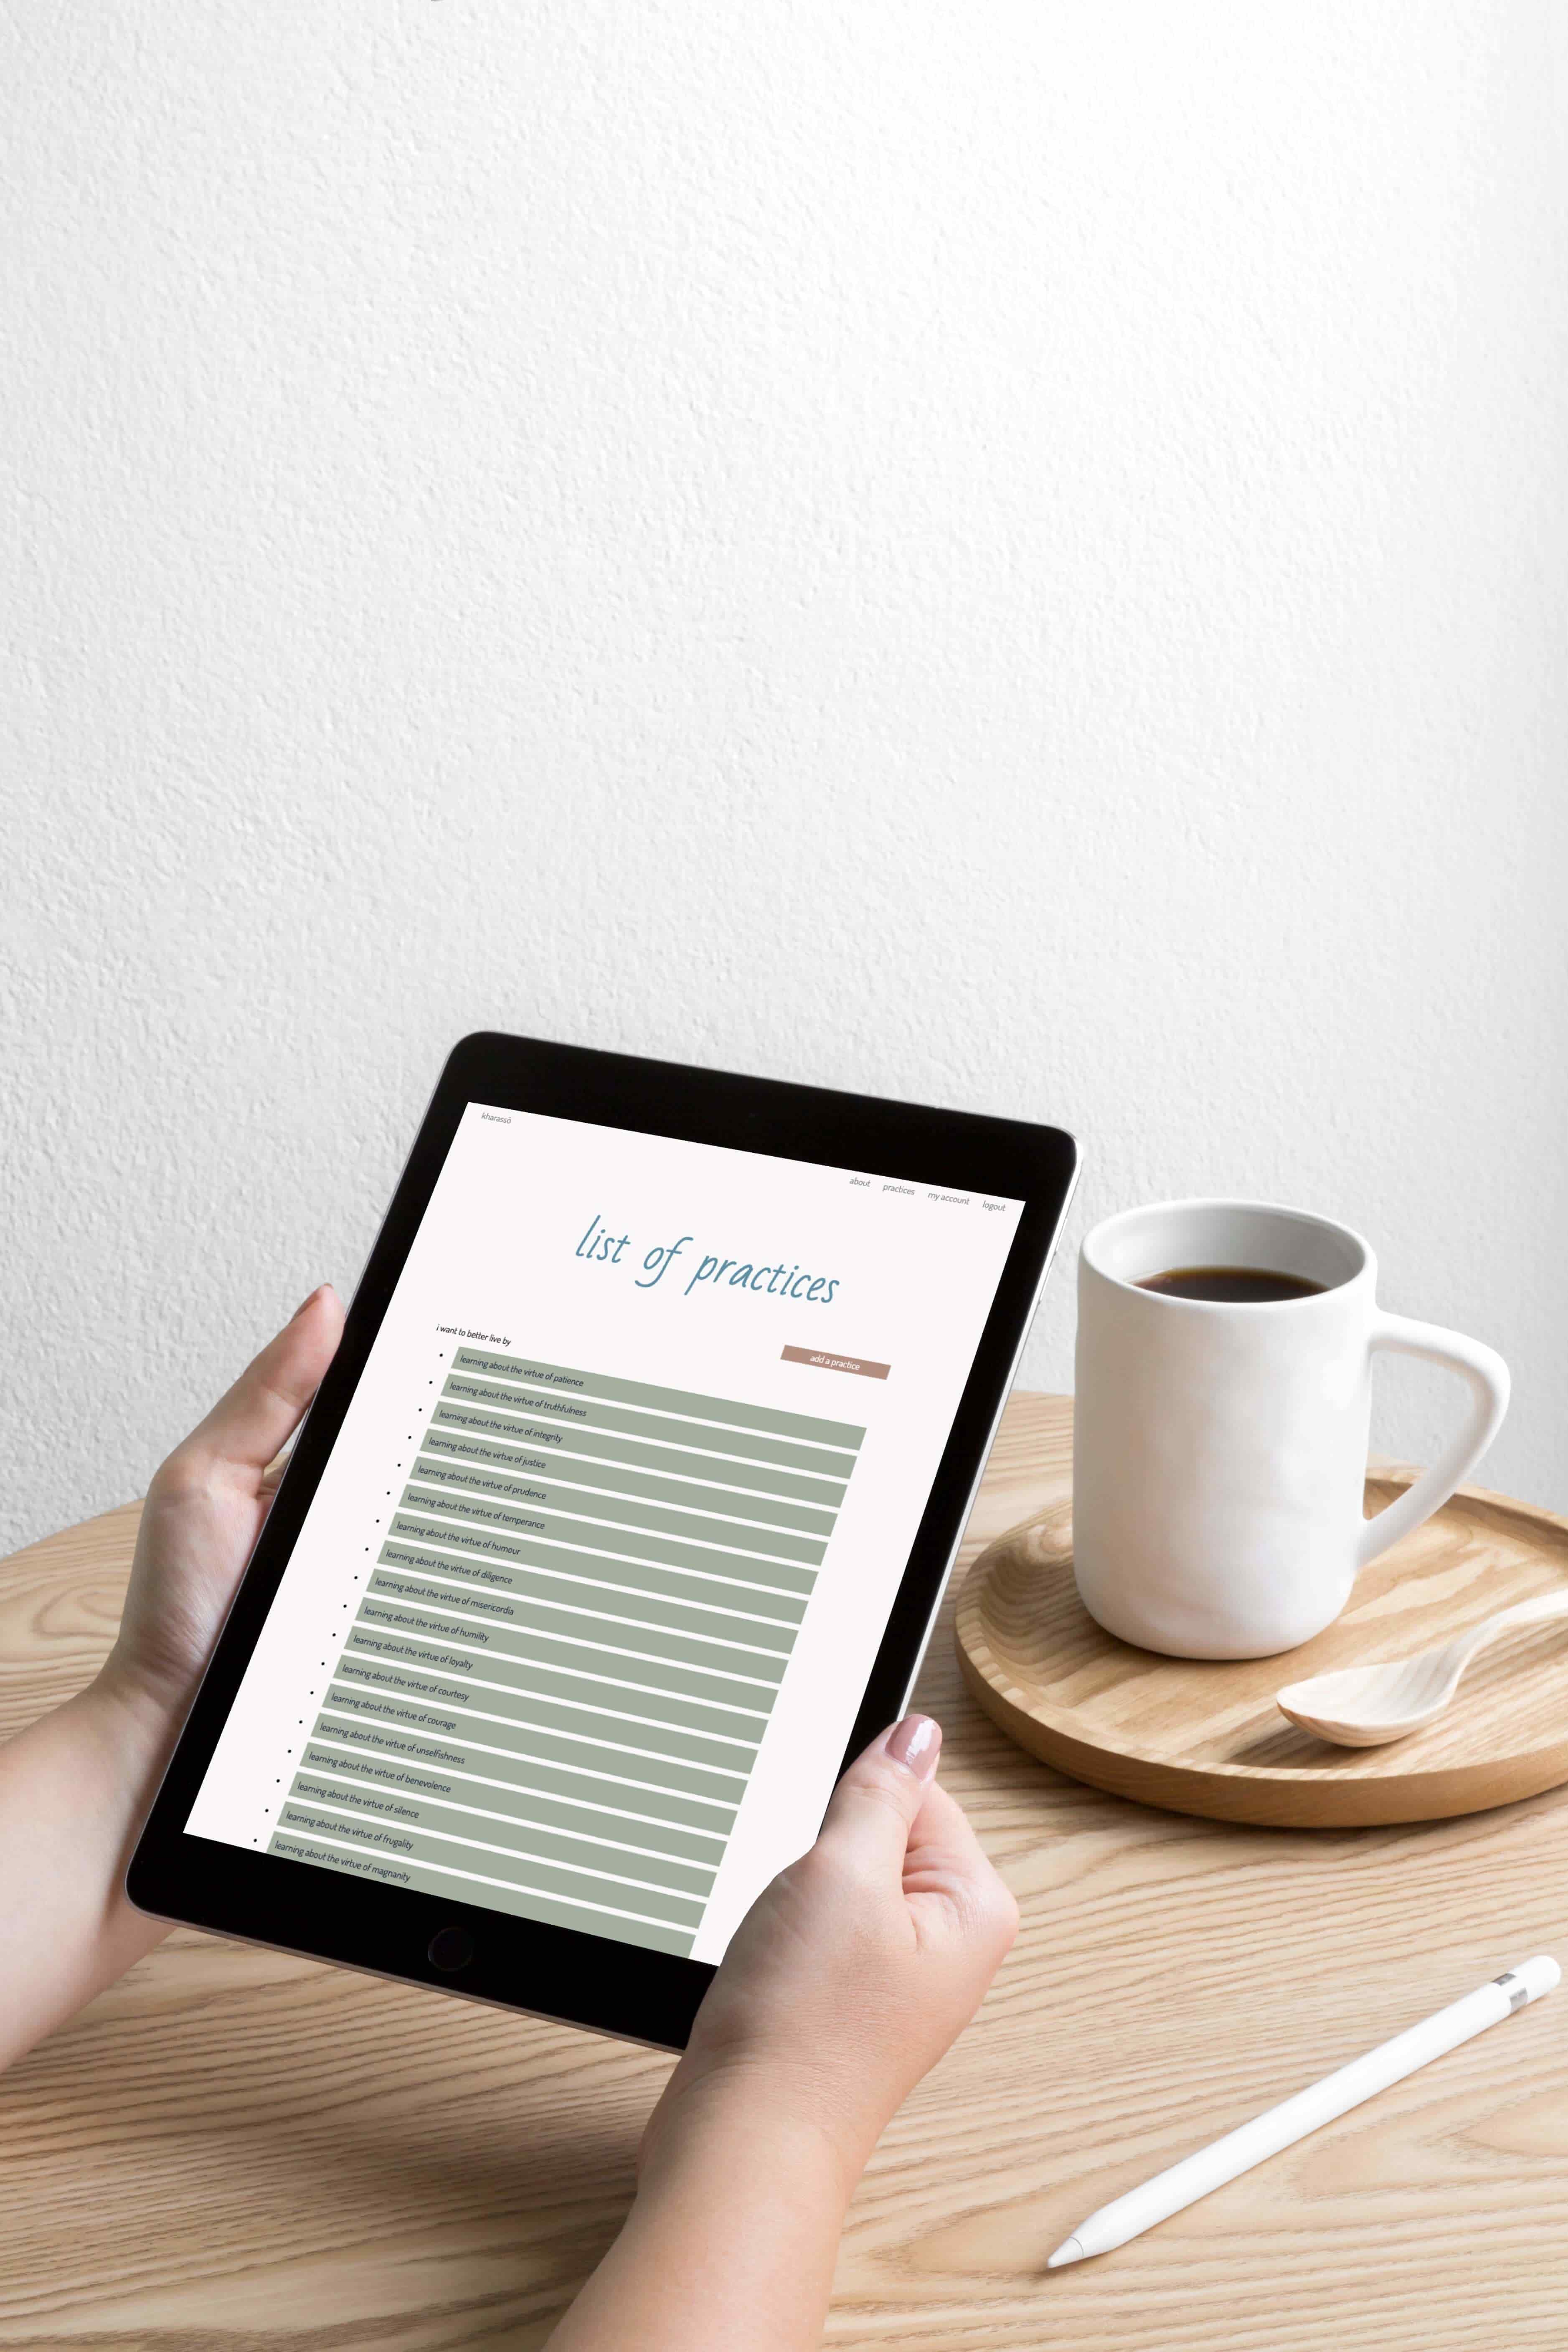 kharassō
about practices my account logout
list of practices
i want to better live by
add a practice
learning about the virtue of patience
learning about the virtue of truthfulness
learning about the virtue of integrity
learning about the virtue of justice
learning about the virtue of prudence
learning about the virtue of temperance
learning about the virtue of humour
learning about the virtue of diligence
learning about the virtue of misericordia
learning about the virtue of humility
learning about the virtue of loyalty
learning about the virtue of courtesy
learning about the virtue of courage
learning about the virtue of unselfishness
learning about the virtue of benevolence
learning about the virtue of silence
learning about the virtue of frugality
learning about the virtue of magnanity